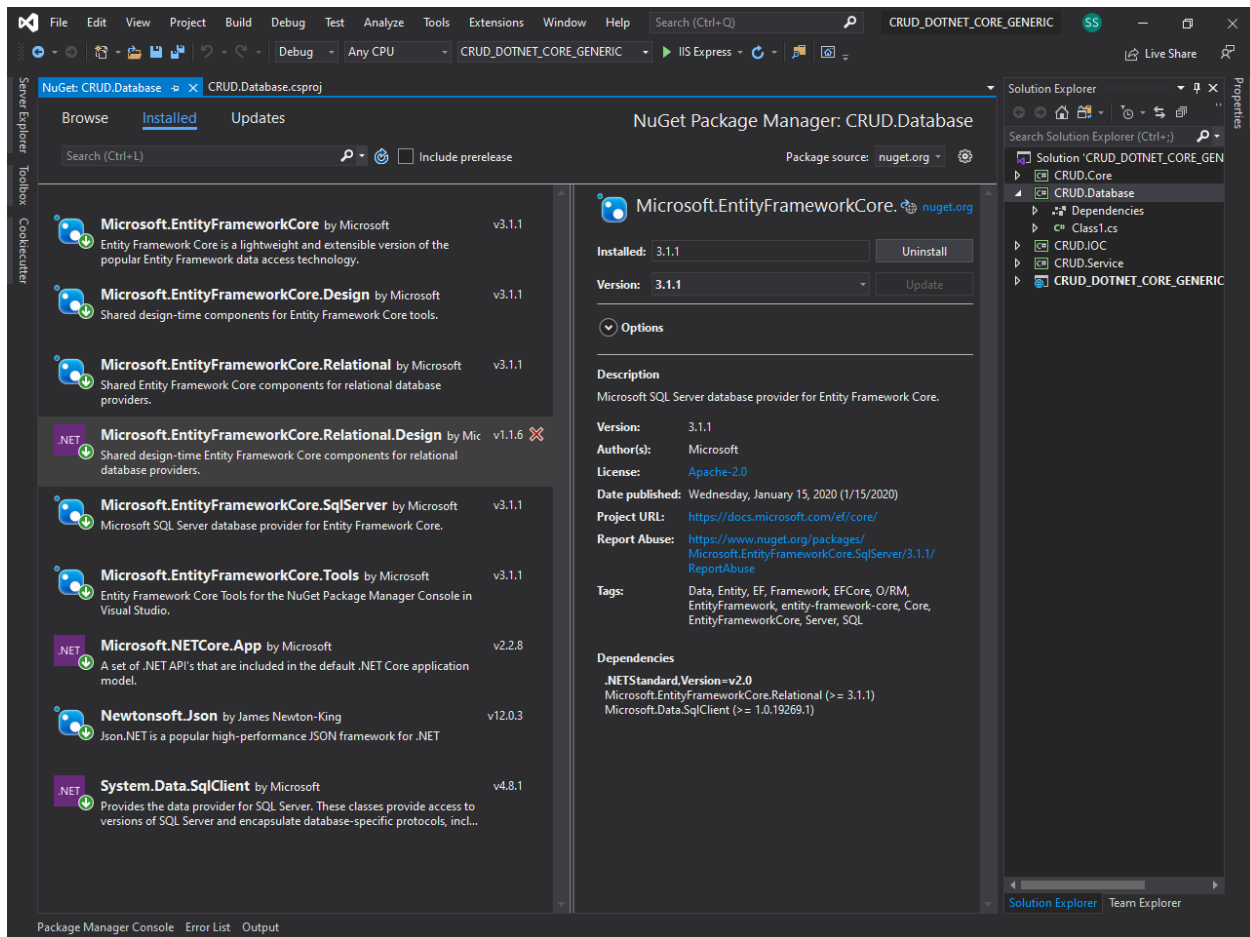 File Edit View Project Build Debug Test Analyze Tools Extensions Window Help Search (Ctrl+Q) CRUD_DOTNET_CORE_GENERIC SS
Debug Any CPU CRUD_DOTNET_CORE_GENERIC IIS Express Live Share
Server Explorer
Toolbox
Cookiecutter
NuGet: CRUD.Database CRUD.Database.csproj
Browse Installed Updates
NuGet Package Manager: CRUD.Database
Search (Ctrl+L) Include prerelease
Package source: nuget.org
Microsoft.EntityFrameworkCore by Microsoft v3.1.1
Entity Framework Core is a lightweight and extensible version of the
popular Entity Framework data access technology.
Microsoft.EntityFrameworkCore.Design by Microsoft v3.1.1
Shared design-time components for Entity Framework Core tools.
Microsoft.EntityFrameworkCore.Relational by Microsoft v3.1.1
Shared Entity Framework Core components for relational database
providers.
.NET Microsoft.EntityFrameworkCore.Relational.Design by Mic v1.1.6
Shared design-time Entity Framework Core components for relational
database providers.
Microsoft.EntityFrameworkCore.SqlServer by Microsoft v3.1.1
Microsoft SQL Server database provider for Entity Framework Core.
Microsoft.EntityFrameworkCore.Tools by Microsoft v3.1.1
Entity Framework Core Tools for the NuGet Package Manager Console in
Visual Studio.
.NET Microsoft.NETCore.App by Microsoft v2.2.8
A set of .NET API's that are included in the default .NET Core application
model.
Newtonsoft.Json by James Newton-King v12.0.3
Json.NET is a popular high-performance JSON framework for .NET
.NET System.Data.SqlClient by Microsoft v4.8.1
Provides the data provider for SQL Server. These classes provide access to
versions of SQL Server and encapsulate database-specific protocols, incl...
Microsoft.EntityFrameworkCore. nuget.org
Installed: 3.1.1 Uninstall
Version: 3.1.1 Update
Options
Description
Microsoft SQL Server database provider for Entity Framework Core.
Version: 3.1.1
Author(s): Microsoft
License: Apache-2.0
Date published: Wednesday, January 15, 2020 (1/15/2020)
Project URL: https://docs.microsoft.com/ef/core/
Report Abuse: https://www.nuget.org/packages/
Microsoft.EntityFrameworkCore.SqlServer/3.1.1/
ReportAbuse
Tags: Data, Entity, EF, Framework, EFCore, O/RM,
EntityFramework, entity-framework-core, Core,
EntityFrameworkCore, Server, SQL
Dependencies
.NETStandard,Version=v2.0
Microsoft.EntityFrameworkCore.Relational (>= 3.1.1)
Microsoft.Data.SqlClient (>= 1.0.19269.1)
Solution Explorer
Search Solution Explorer (Ctrl+;)
Solution 'CRUD_DOTNET_CORE_GEN
C# CRUD.Core
C# CRUD.Database
Dependencies
C# Class1.cs
C# CRUD.IOC
C# CRUD.Service
CRUD_DOTNET_CORE_GENERIC
Solution Explorer Team Explorer
Properties
Package Manager Console Error List Output